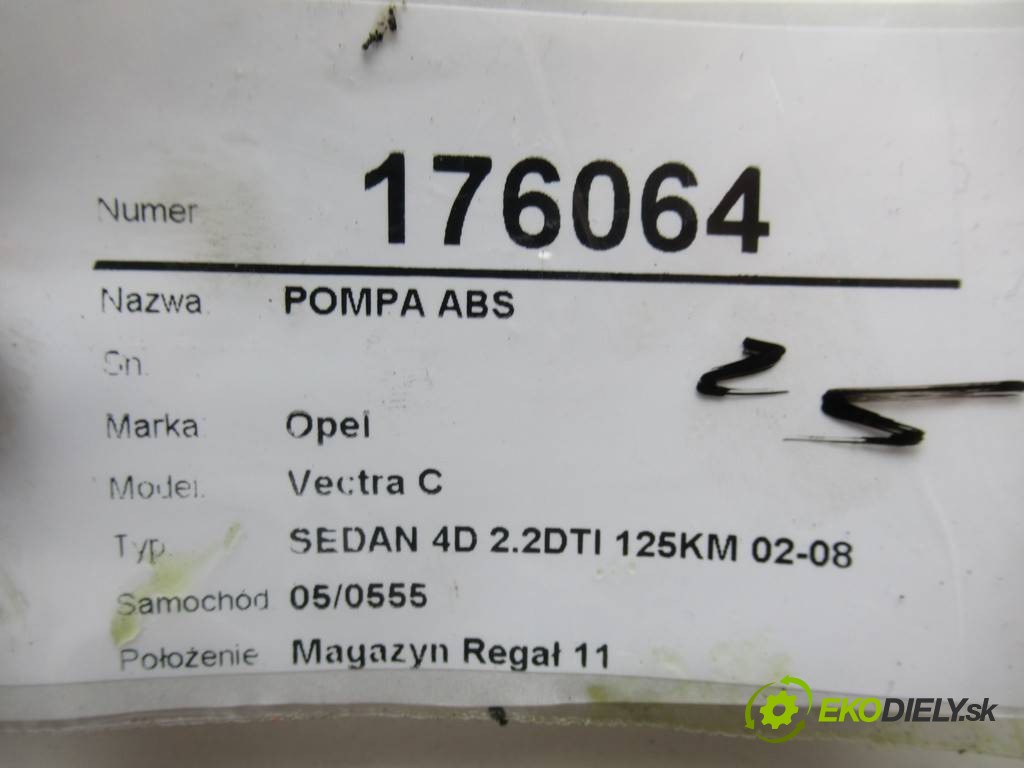 Numer 176064
Nazwa: POMPA ABS
Sn.
Marka: Opel
Model: Vectra C
Typ: SEDAN 4D 2.2DTI 125KM 02-08
Samochód 05/0555
Położenie Magazyn Regał 11
EKODIELY.sk